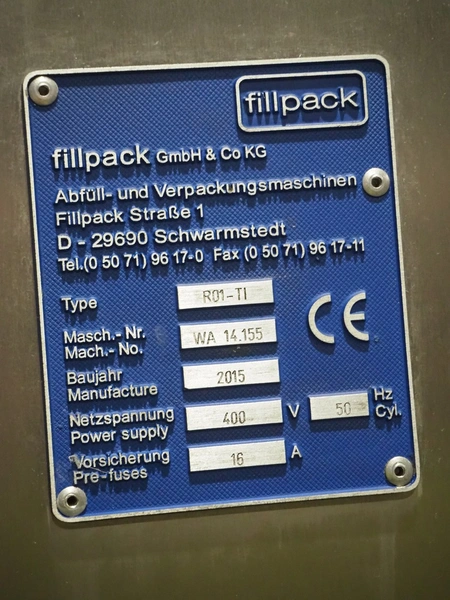 fillpack
fillpack GmbH & Co KG
Abfüll- und Verpackungsmaschinen
Fillpack Straße 1
D - 29690 Schwarmstedt
Tel.(0 50 71) 96 17-0 Fax (0 50 71) 96 17-11
Type R01-TI
Masch.- Nr.
Mach.- No. WA 14.155
CE
Baujahr
Manufacture 2015
Netzspannung
Power supply 400 V 50 Hz
Cyl.
Vorsicherung
Pre-fuses 16 A